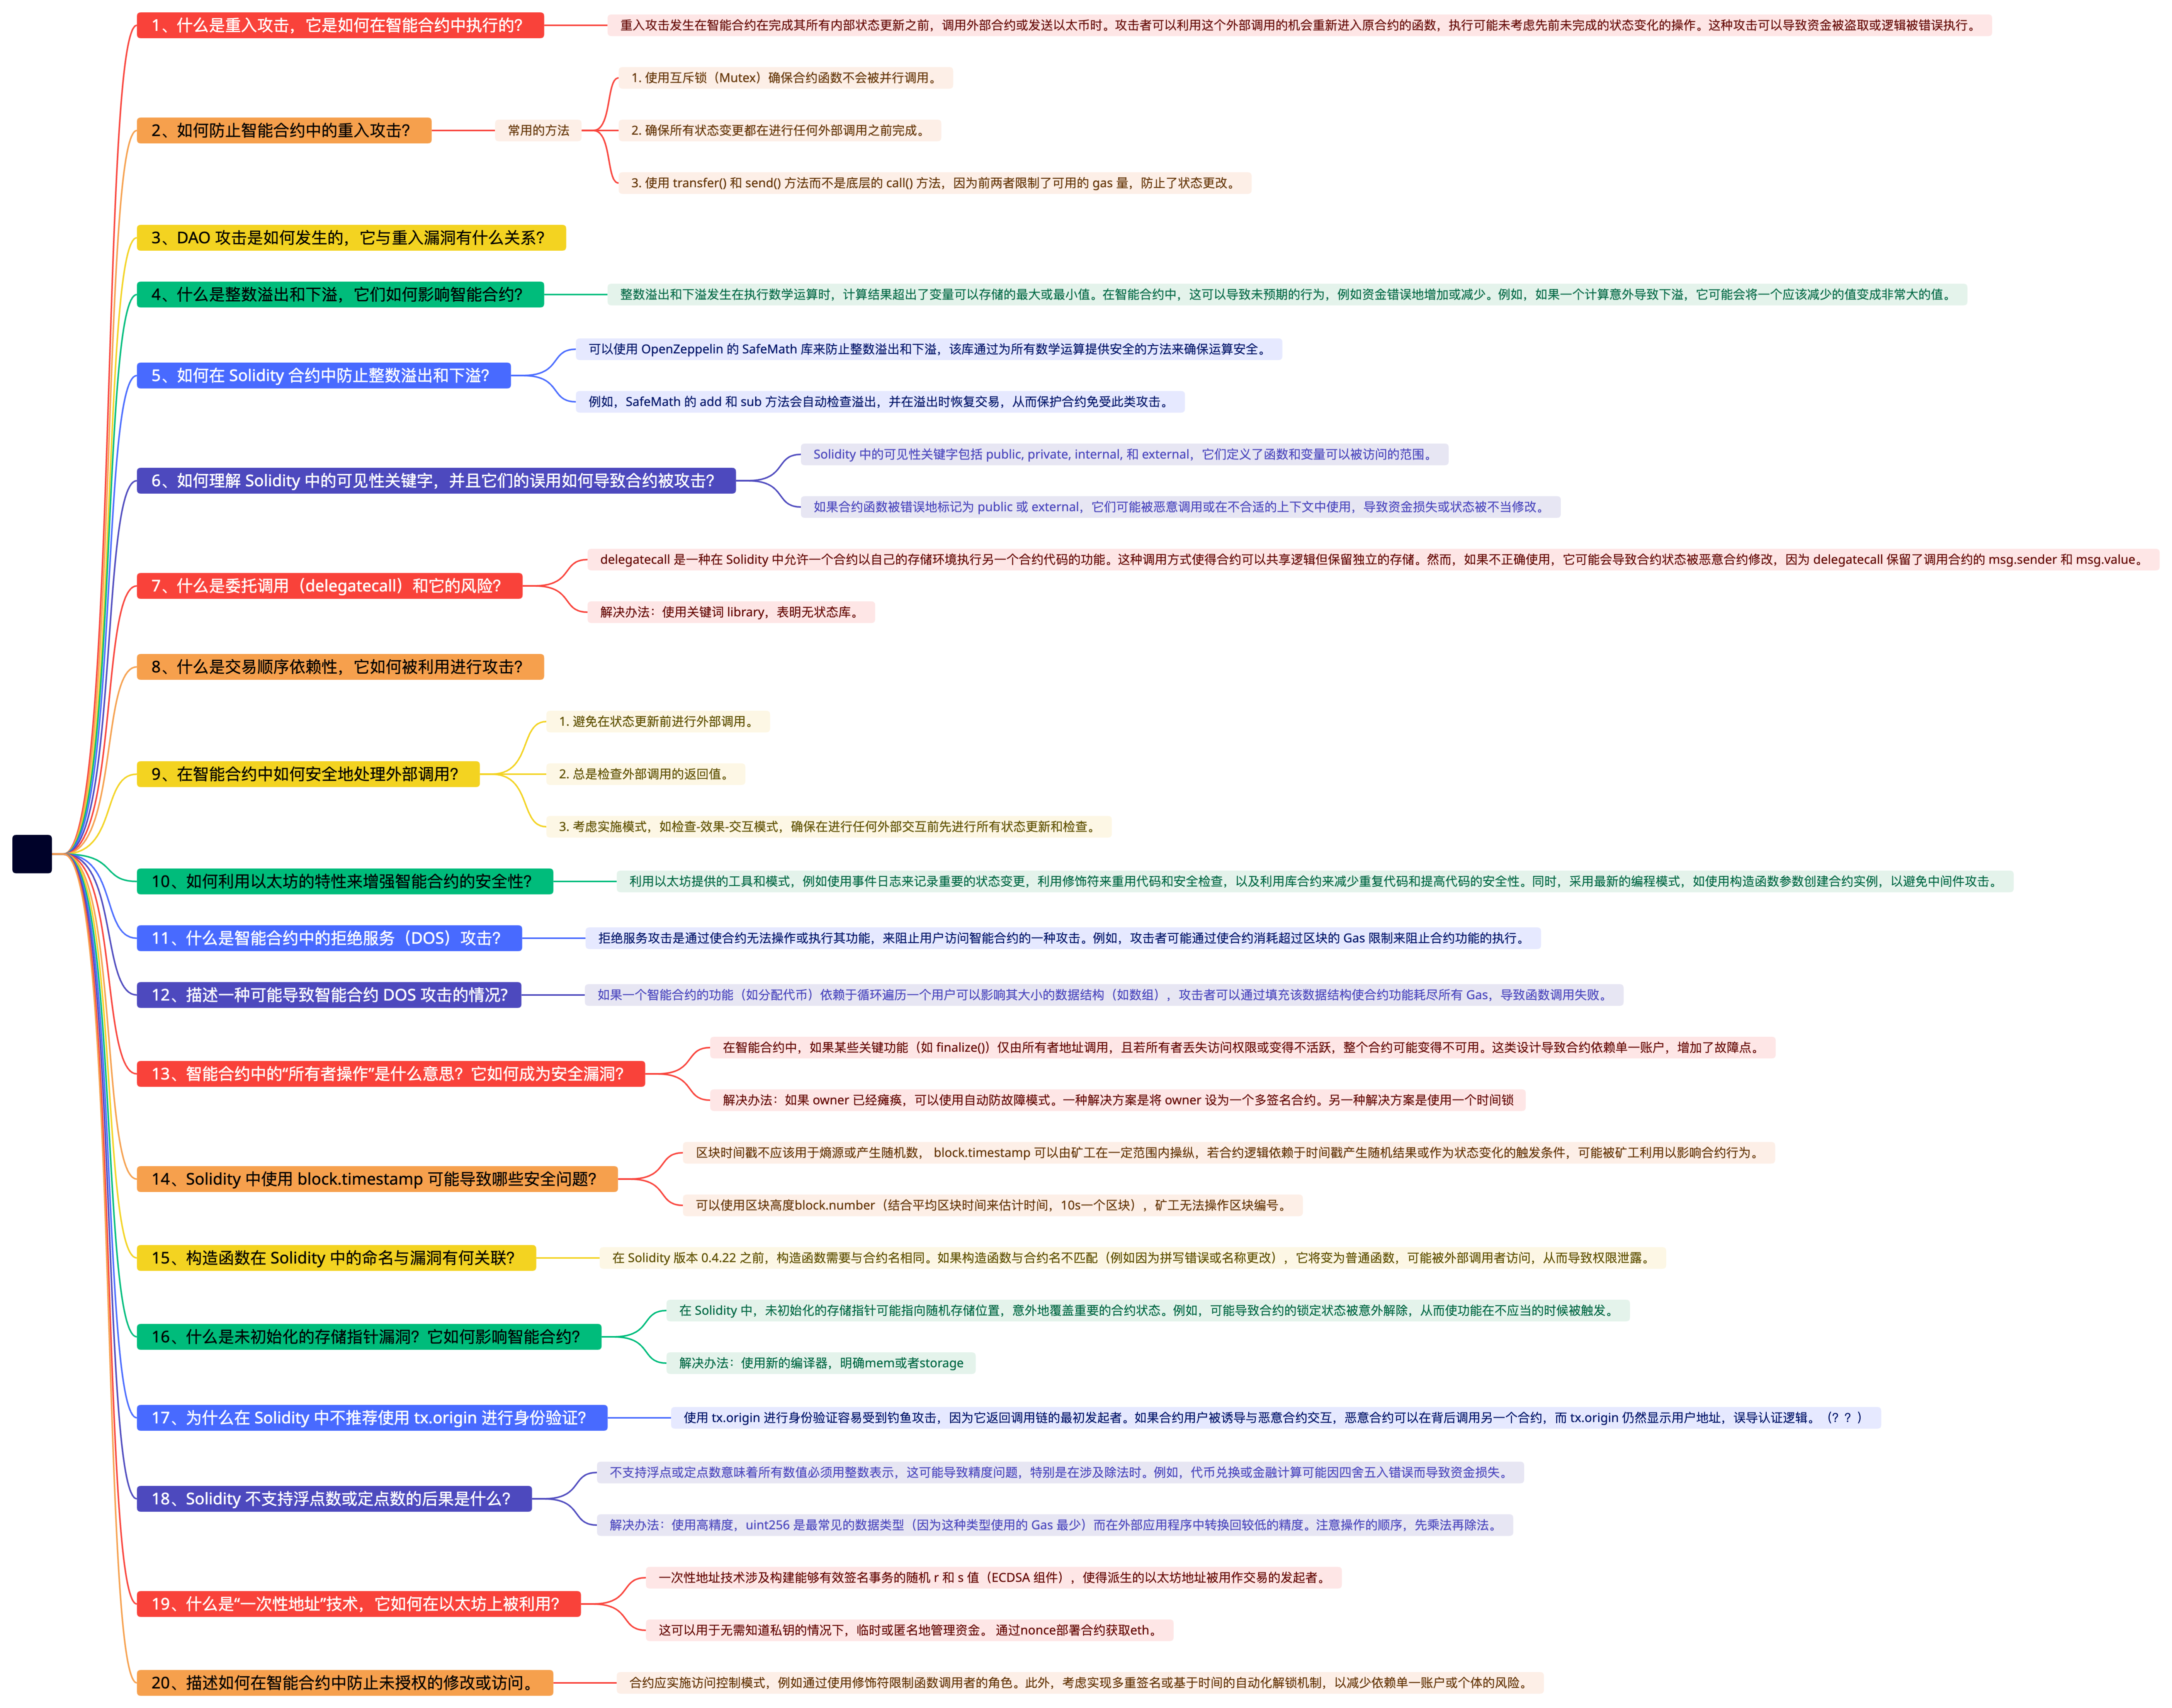 1、什么是重入攻击，它是如何在智能合约中执行的？
重入攻击发生在智能合约在完成其所有内部状态更新之前，调用外部合约或发送以太币时。攻击者可以利用这个外部调用的机会重新进入原合约的函数，执行可能未考虑先前未完成的状态变化的操作。这种攻击可以导致资金被盗取或逻辑被错误执行。
2、如何防止智能合约中的重入攻击？
常用的方法
1. 使用互斥锁（Mutex）确保合约函数不会被并行调用。
2. 确保所有状态变更都在进行任何外部调用之前完成。
3. 使用 transfer() 和 send() 方法而不是底层的 call() 方法，因为前两者限制了可用的 gas 量，防止了状态更改。
3、DAO 攻击是如何发生的，它与重入漏洞有什么关系？
4、什么是整数溢出和下溢，它们如何影响智能合约？
整数溢出和下溢发生在执行数学运算时，计算结果超出了变量可以存储的最大或最小值。在智能合约中，这可以导致未预期的行为，例如资金错误地增加或减少。例如，如果一个计算意外导致下溢，它可能会将一个应该减少的值变成非常大的值。
5、如何在 Solidity 合约中防止整数溢出和下溢？
可以使用 OpenZeppelin 的 SafeMath 库来防止整数溢出和下溢，该库通过为所有数学运算提供安全的方法来确保运算安全。
例如，SafeMath 的 add 和 sub 方法会自动检查溢出，并在溢出时恢复交易，从而保护合约免受此类攻击。
6、如何理解 Solidity 中的可见性关键字，并且它们的误用如何导致合约被攻击？
Solidity 中的可见性关键字包括 public, private, internal, 和 external，它们定义了函数和变量可以被访问的范围。
如果合约函数被错误地标记为 public 或 external，它们可能被恶意调用或在不合适的上下文中使用，导致资金损失或状态被不当修改。
7、什么是委托调用（delegatecall）和它的风险？
delegatecall 是一种在 Solidity 中允许一个合约以自己的存储环境执行另一个合约代码的功能。这种调用方式使得合约可以共享逻辑但保留独立的存储。然而，如果不正确使用，它可能会导致合约状态被恶意合约修改，因为 delegatecall 保留了调用合约的 msg.sender 和 msg.value。
解决办法：使用关键词 library，表明无状态库。
8、什么是交易顺序依赖性，它如何被利用进行攻击？
9、在智能合约中如何安全地处理外部调用？
1. 避免在状态更新前进行外部调用。
2. 总是检查外部调用的返回值。
3. 考虑实施模式，如检查-效果-交互模式，确保在进行任何外部交互前先进行所有状态更新和检查。
10、如何利用以太坊的特性来增强智能合约的安全性？
利用以太坊提供的工具和模式，例如使用事件日志来记录重要的状态变更，利用修饰符来重用代码和安全检查，以及利用库合约来减少重复代码和提高代码的安全性。同时，采用最新的编程模式，如使用构造函数参数创建合约实例，以避免中间件攻击。
11、什么是智能合约中的拒绝服务（DOS）攻击？
拒绝服务攻击是通过使合约无法操作或执行其功能，来阻止用户访问智能合约的一种攻击。例如，攻击者可能通过使合约消耗超过区块的 Gas 限制来阻止合约功能的执行。
12、描述一种可能导致智能合约 DOS 攻击的情况？
如果一个智能合约的功能（如分配代币）依赖于循环遍历一个用户可以影响其大小的数据结构（如数组），攻击者可以通过填充该数据结构使合约功能耗尽所有 Gas，导致函数调用失败。
13、智能合约中的“所有者操作”是什么意思？它如何成为安全漏洞？
在智能合约中，如果某些关键功能（如 finalize()）仅由所有者地址调用，且若所有者丢失访问权限或变得不活跃，整个合约可能变得不可用。这类设计导致合约依赖单一账户，增加了故障点。
解决办法：如果 owner 已经瘫痪，可以使用自动防故障模式。一种解决方案是将 owner 设为一个多签名合约。另一种解决方案是使用一个时间锁
14、Solidity 中使用 block.timestamp 可能导致哪些安全问题？
区块时间戳不应该用于熵源或产生随机数， block.timestamp 可以由矿工在一定范围内操纵，若合约逻辑依赖于时间戳产生随机结果或作为状态变化的触发条件，可能被矿工利用以影响合约行为。
可以使用区块高度block.number（结合平均区块时间来估计时间，10s一个区块），矿工无法操作区块编号。
15、构造函数在 Solidity 中的命名与漏洞有何关联？
在 Solidity 版本 0.4.22 之前，构造函数需要与合约名相同。如果构造函数与合约名不匹配（例如因为拼写错误或名称更改），它将变为普通函数，可能被外部调用者访问，从而导致权限泄露。
16、什么是未初始化的存储指针漏洞？它如何影响智能合约？
在 Solidity 中，未初始化的存储指针可能指向随机存储位置，意外地覆盖重要的合约状态。例如，可能导致合约的锁定状态被意外解除，从而使功能在不应当的时候被触发。
解决办法：使用新的编译器，明确mem或者storage
17、为什么在 Solidity 中不推荐使用 tx.origin 进行身份验证？
使用 tx.origin 进行身份验证容易受到钓鱼攻击，因为它返回调用链的最初发起者。如果合约用户被诱导与恶意合约交互，恶意合约可以在背后调用另一个合约，而 tx.origin 仍然显示用户地址，误导认证逻辑。（？？）
18、Solidity 不支持浮点数或定点数的后果是什么？
不支持浮点或定点数意味着所有数值必须用整数表示，这可能导致精度问题，特别是在涉及除法时。例如，代币兑换或金融计算可能因四舍五入错误而导致资金损失。
解决办法：使用高精度，uint256 是最常见的数据类型（因为这种类型使用的 Gas 最少）而在外部应用程序中转换回较低的精度。注意操作的顺序，先乘法再除法。
19、什么是“一次性地址”技术，它如何在以太坊上被利用？
一次性地址技术涉及构建能够有效签名事务的随机 r 和 s 值（ECDSA 组件），使得派生的以太坊地址被用作交易的发起者。
这可以用于无需知道私钥的情况下，临时或匿名地管理资金。 通过nonce部署合约获取eth。
20、描述如何在智能合约中防止未授权的修改或访问。
合约应实施访问控制模式，例如通过使用修饰符限制函数调用者的角色。此外，考虑实现多重签名或基于时间的自动化解锁机制，以减少依赖单一账户或个体的风险。